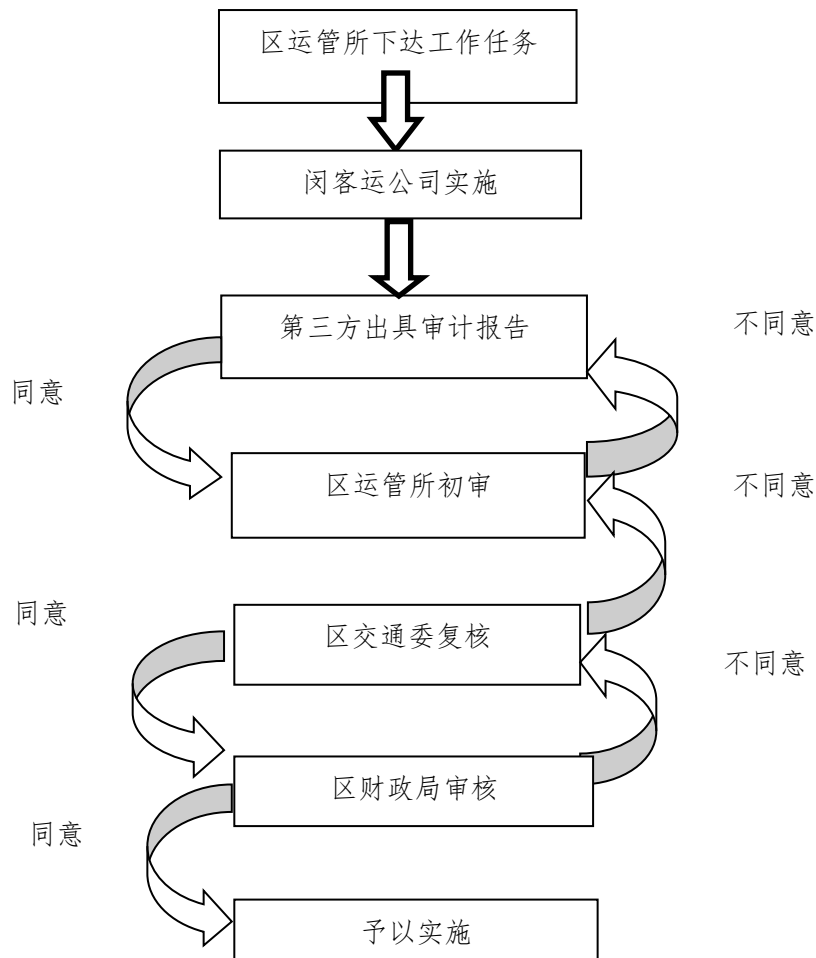 区运管所下达工作任务
闵客运公司实施
第三方出具审计报告
不同意
同意
区运管所初审
不同意
同意
区交通委复核
不同意
区财政局审核
同意
予以实施